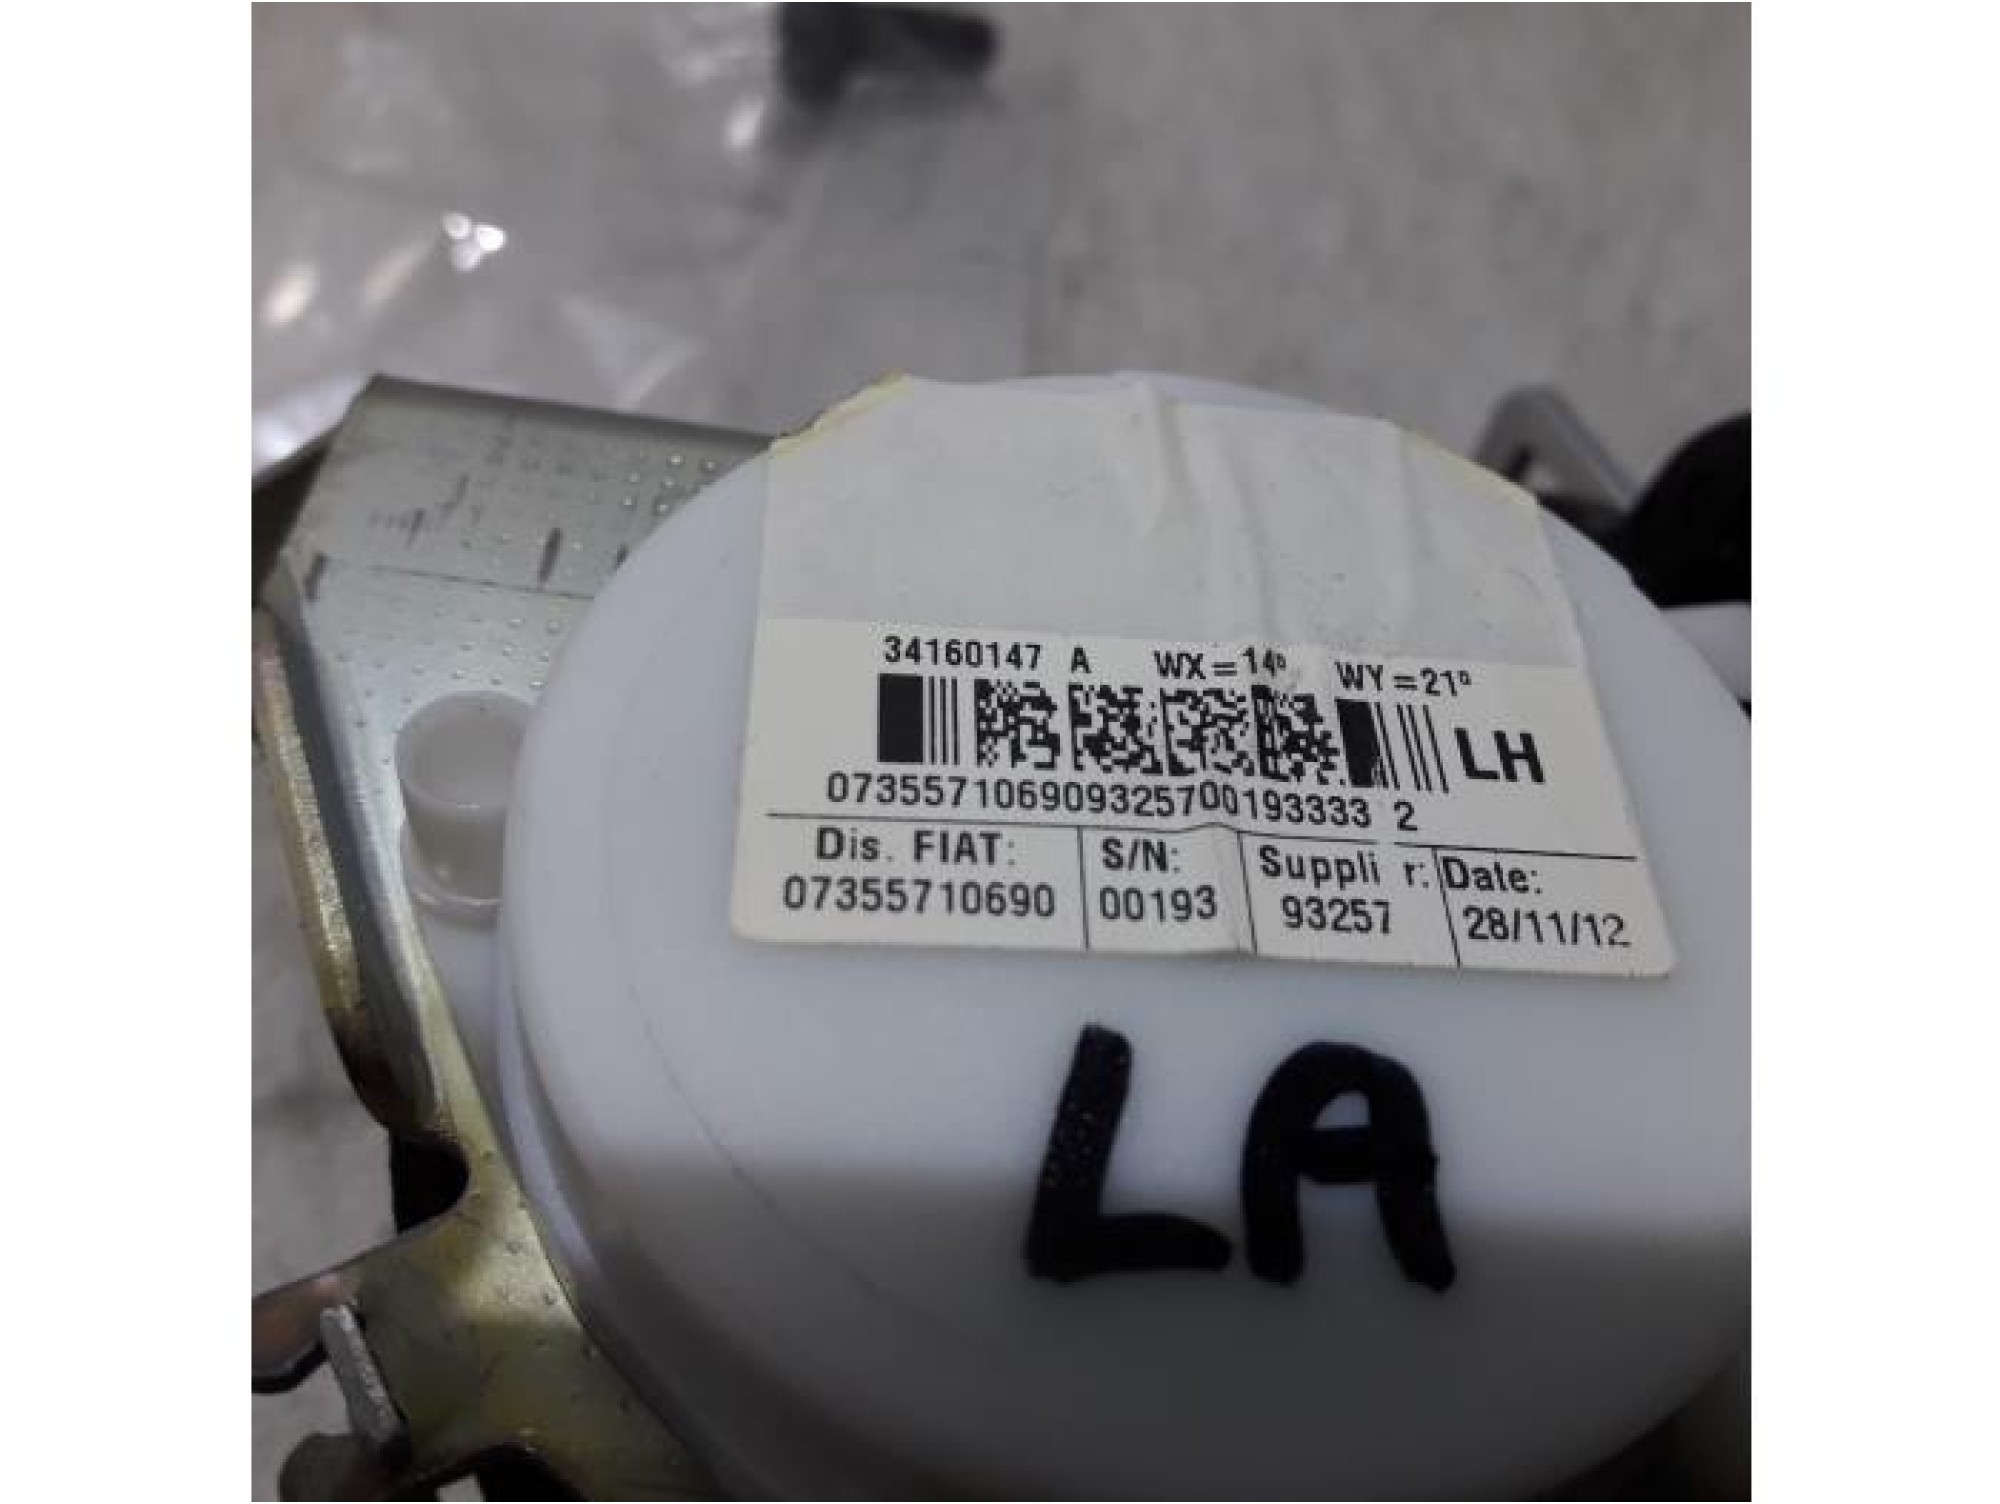 34160147 A WX=14° WY=21°
LH
07355710690932570019333 3 2
Dis. FIAT: S/N: Suppli r: Date:
07355710690 00193 93257 28/11/12
LA